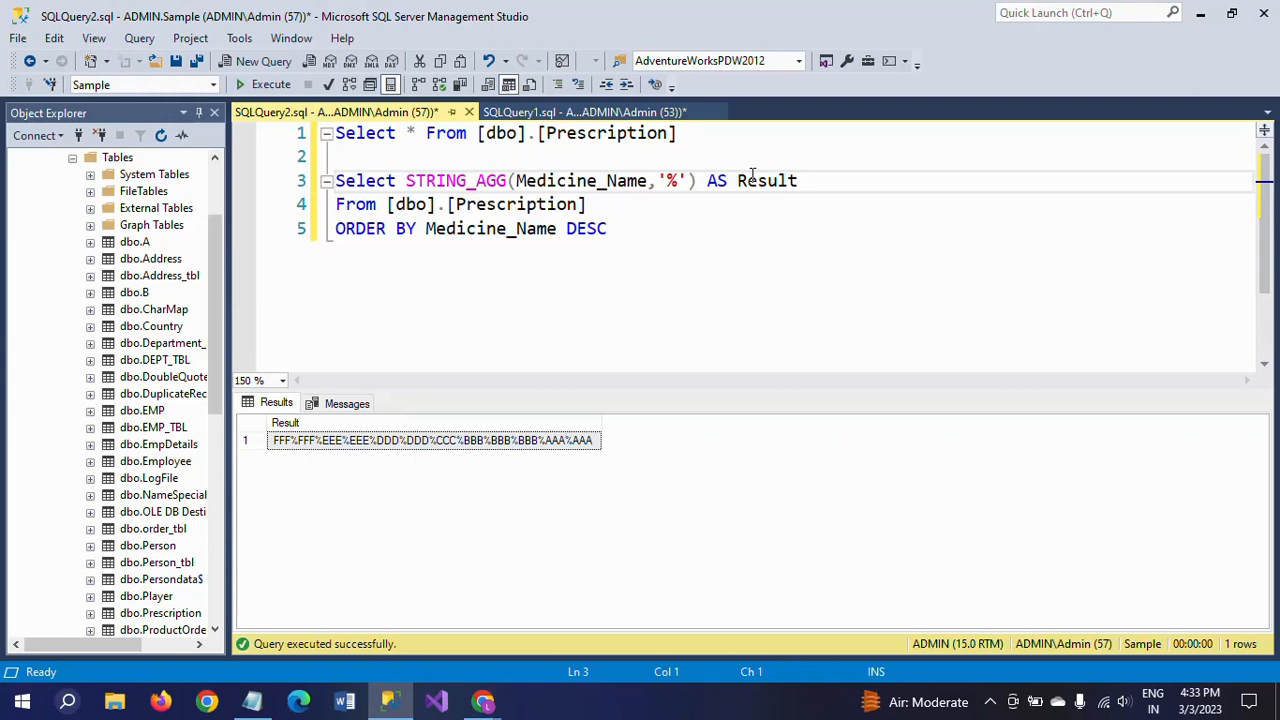 SQLQuery2.sql - ADMIN.Sample (ADMIN\Admin (57))* - Microsoft SQL Server Management Studio
Quick Launch (Ctrl+Q)
File Edit View Query Project Tools Window Help
New Query MDX DMX XMLA DAX AdventureWorksPDW2012
Sample Execute
Object Explorer
SQLQuery2.sql - A...ADMIN\Admin (57))* SQLQuery1.sql - A...ADMIN\Admin (53))*
Connect
Tables
System Tables
FileTables
External Tables
Graph Tables
dbo.A
dbo.Address
dbo.Address_tbl
dbo.B
dbo.CharMap
dbo.Country
dbo.Department_
dbo.DEPT_TBL
dbo.DoubleQuote
dbo.DuplicateRec
dbo.EMP
dbo.EMP_TBL
dbo.EmpDetails
dbo.Employee
dbo.LogFile
dbo.NameSpecial
dbo.OLE DB Desti
dbo.order_tbl
dbo.Person
dbo.Person_tbl
dbo.Persondata$
dbo.Player
dbo.Prescription
dbo.ProductOrde
1 Select * From [dbo].[Prescription]
2
3 Select STRING_AGG(Medicine_Name,'%') AS Result
4 From [dbo].[Prescription]
5 ORDER BY Medicine_Name DESC
150 %
Results Messages
Result
1 FFF%FFF%EEE%EEE%DDD%DDD%CCC%BBB%BBB%BBB%AAA%AAA
Query executed successfully. ADMIN (15.0 RTM) ADMIN\Admin (57) Sample 00:00:00 1 rows
Ready Ln 3 Col 1 Ch 1 INS
Air: Moderate ENG IN 4:33 PM 3/3/2023